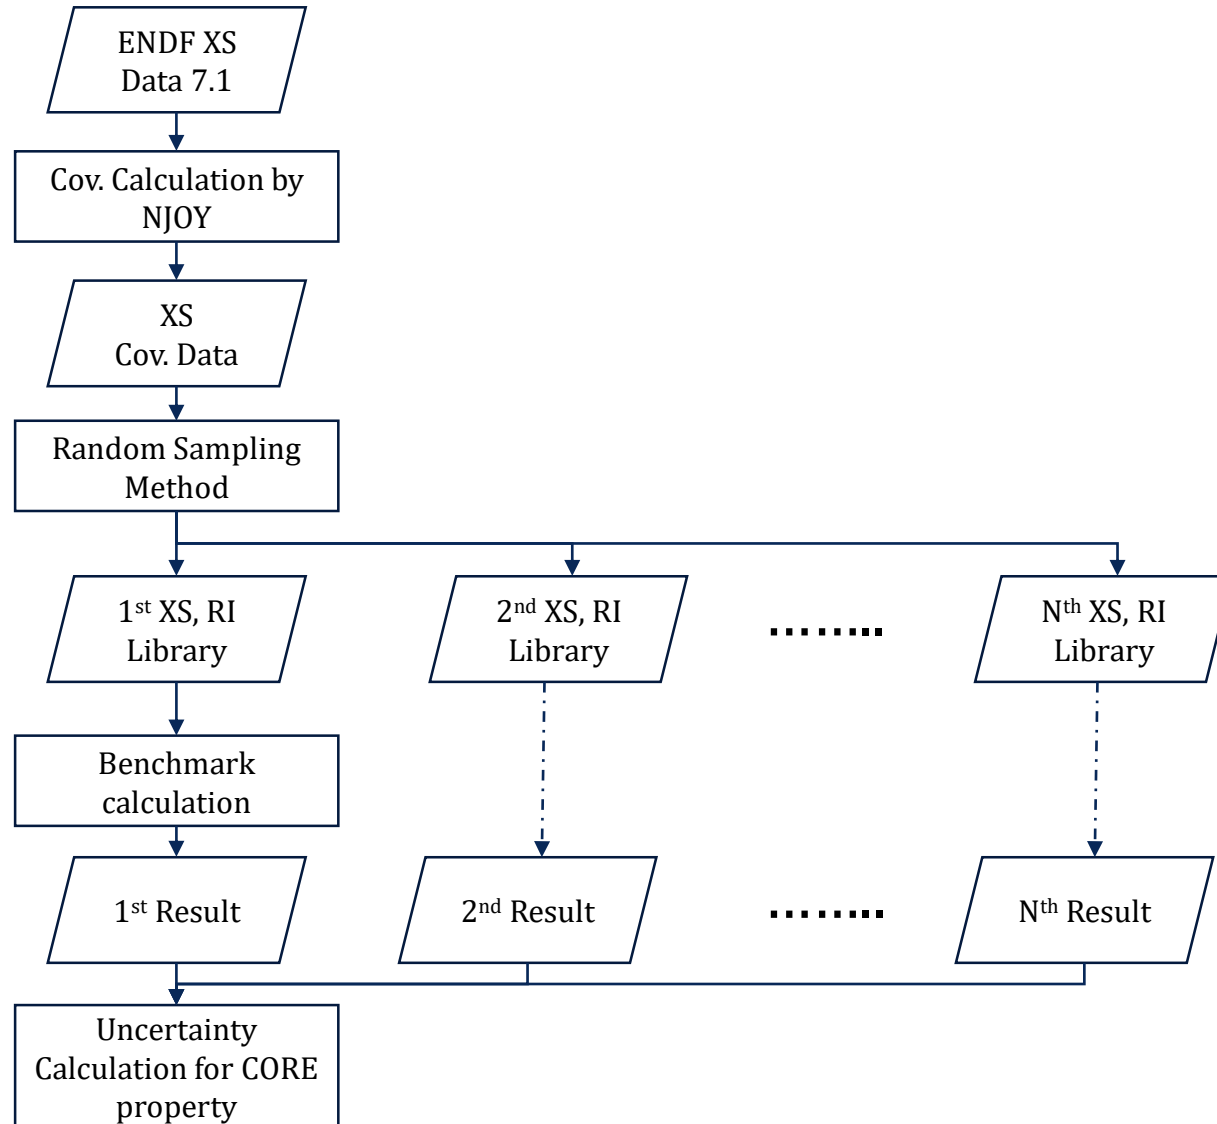 ENDF XS
Data 7.1
Cov. Calculation by
NJOY
XS
Cov. Data
Random Sampling
Method
1st XS, RI
Library
2nd XS, RI
Library
Nth XS, RI
Library
Benchmark
calculation
1st Result
2nd Result
Nth Result
Uncertainty
Calculation for CORE
property